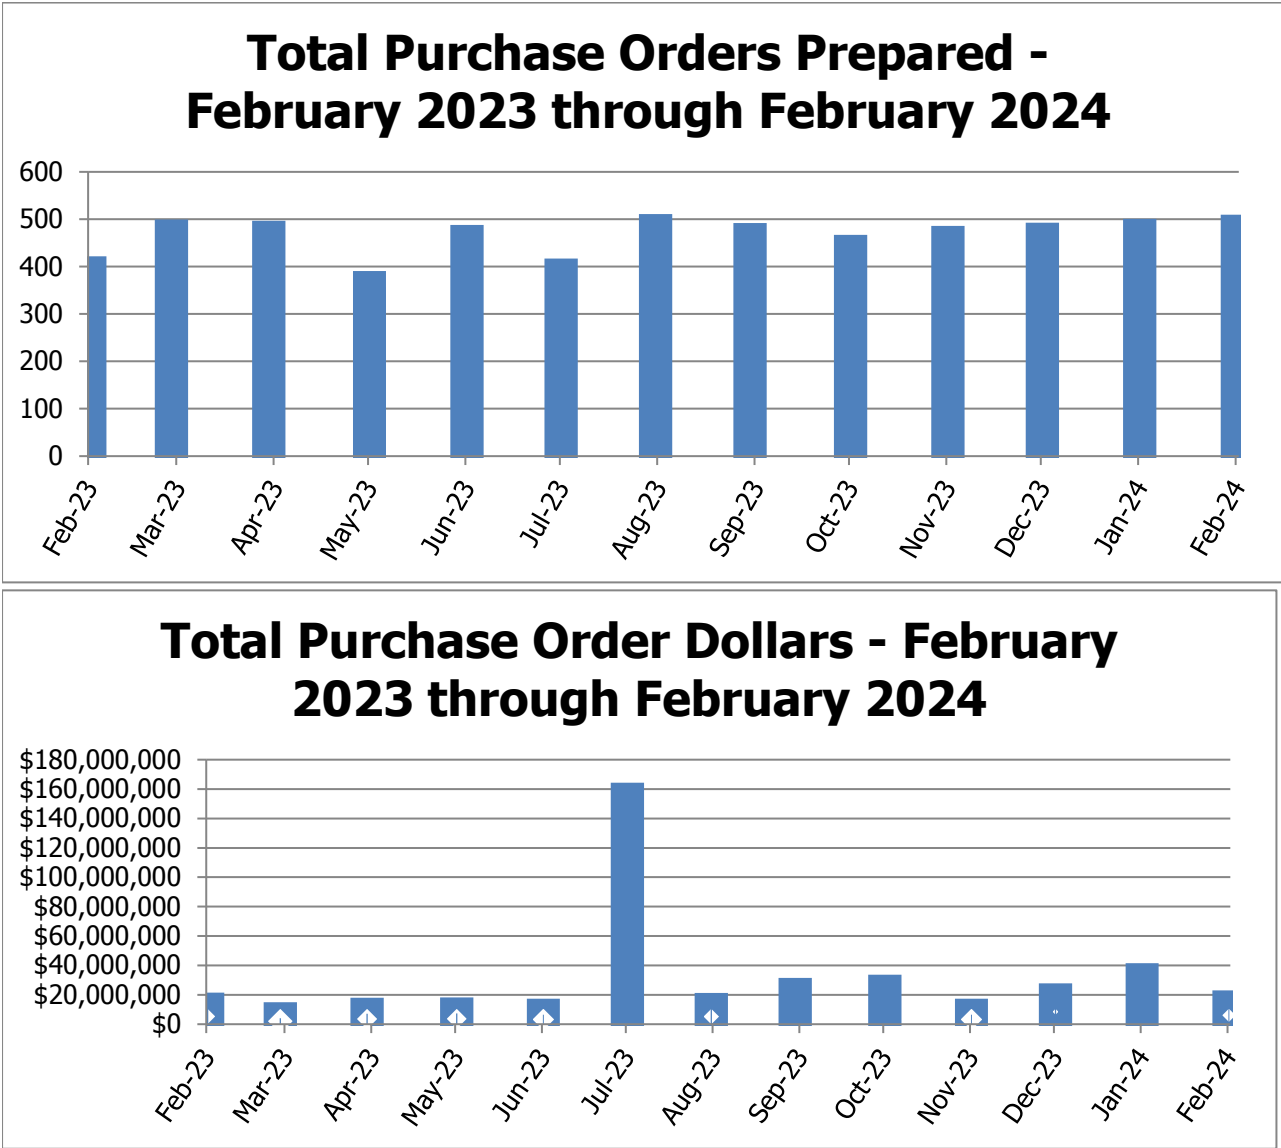 Total Purchase Orders Prepared -
February 2023 through February 2024
600
500
400
300
200
100
0
Feb-23
Mar-23
Apr-23
May-23
Jun-23
Jul-23
Aug-23
Sep-23
Oct-23
Nov-23
Dec-23
Jan-24
Feb-24
Total Purchase Order Dollars - February
2023 through February 2024
$180,000,000
$160,000,000
$140,000,000
$120,000,000
$100,000,000
$80,000,000
$60,000,000
$40,000,000
$20,000,000
$0
Feb-23
Mar-23
Apr-23
May-23
Jun-23
Jul-23
Aug-23
Sep-23
Oct-23
Nov-23
Dec-23
Jan-24
Feb-24